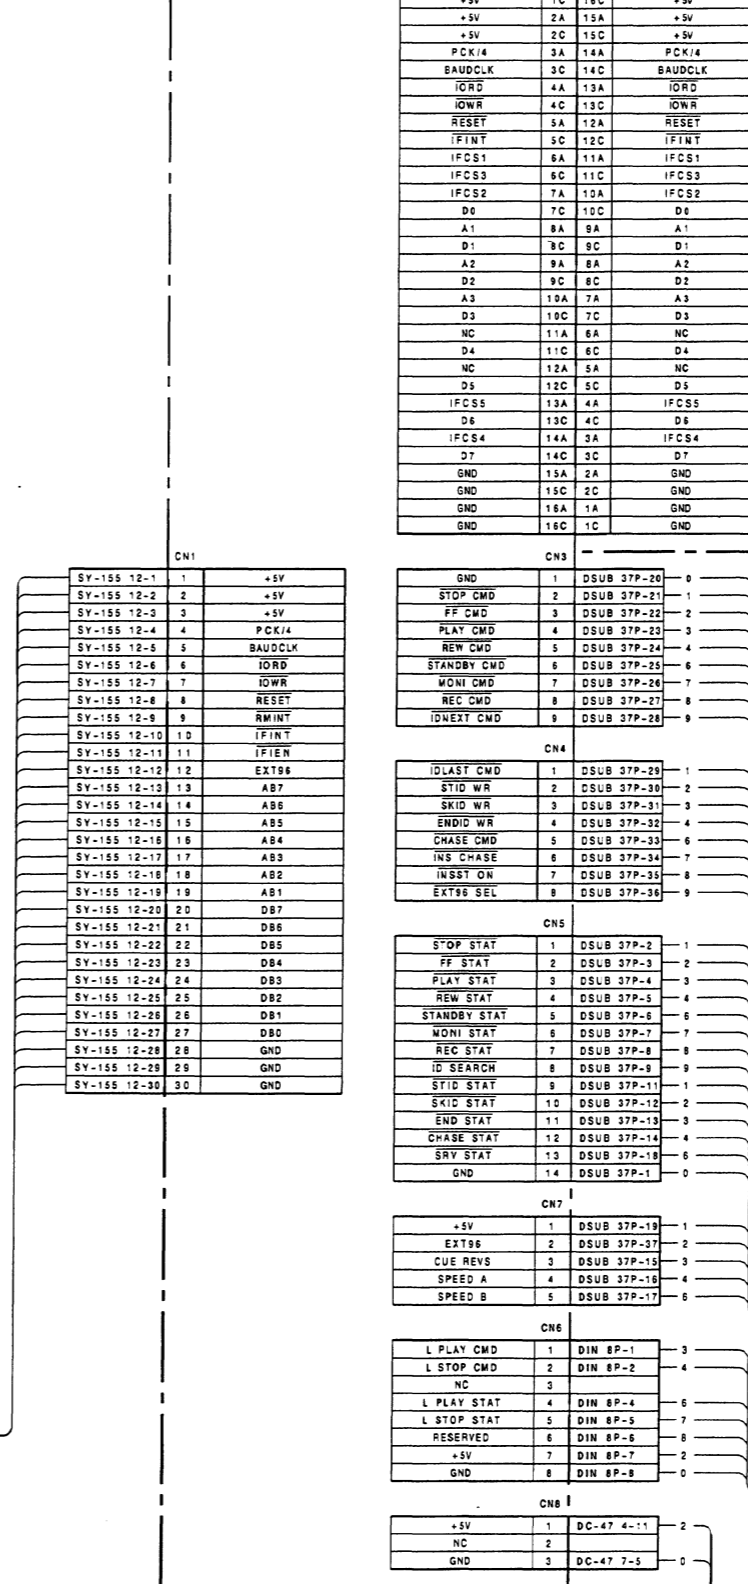 +5V 1C 16C +5V
+5V 2A 15A +5V
+5V 2C 15C +5V
PCK/4 3A 14A PCK/4
BAUDCLK 3C 14C BAUDCLK
IORD 4A 13A IORD
IOWR 4C 13C IOWR
RESET 5A 12A RESET
IFINT 5C 12C IFINT
IFCS1 6A 11A IFCS1
IFCS3 6C 11C IFCS3
IFCS2 7A 10A IFCS2
D0 7C 10C D0
A1 8A 9A A1
D1 8C 9C D1
A2 9A 8A A2
D2 9C 8C D2
A3 10A 7A A3
D3 10C 7C D3
NC 11A 6A NC
D4 11C 6C D4
NC 12A 5A NC
D5 12C 5C D5
IFCS5 13A 4A IFCS5
D6 13C 4C D6
IFCS4 14A 3A IFCS4
D7 14C 3C D7
GND 15A 2A GND
GND 15C 2C GND
GND 16A 1A GND
GND 16C 1C GND
CN1
SY-155 12-1 1 +5V
SY-155 12-2 2 +5V
SY-155 12-3 3 +5V
SY-155 12-4 4 PCK/4
SY-155 12-5 5 BAUDCLK
SY-155 12-6 6 IORD
SY-155 12-7 7 IOWR
SY-155 12-8 8 RESET
SY-155 12-9 9 RMINT
SY-155 12-10 10 IFINT
SY-155 12-11 11 IFIEN
SY-155 12-12 12 EXT96
SY-155 12-13 13 AB7
SY-155 12-14 14 AB6
SY-155 12-15 15 AB5
SY-155 12-16 16 AB4
SY-155 12-17 17 AB3
SY-155 12-18 18 AB2
SY-155 12-19 19 AB1
SY-155 12-20 20 DB7
SY-155 12-21 21 DB6
SY-155 12-22 22 DB5
SY-155 12-23 23 DB4
SY-155 12-24 24 DB3
SY-155 12-25 25 DB2
SY-155 12-26 26 DB1
SY-155 12-27 27 DB0
SY-155 12-28 28 GND
SY-155 12-29 29 GND
SY-155 12-30 30 GND
CN3
GND 1 DSUB 37P-20 0
STOP CMD 2 DSUB 37P-21 1
FF CMD 3 DSUB 37P-22 2
PLAY CMD 4 DSUB 37P-23 3
REW CMD 5 DSUB 37P-24 4
STANDBY CMD 6 DSUB 37P-25 6
MONI CMD 7 DSUB 37P-26 7
REC CMD 8 DSUB 37P-27 8
IDNEXT CMD 9 DSUB 37P-28 9
CN4
IDLAST CMD 1 DSUB 37P-29 1
STID WR 2 DSUB 37P-30 2
SKID WR 3 DSUB 37P-31 3
ENDID WR 4 DSUB 37P-32 4
CHASE CMD 5 DSUB 37P-33 6
INS CHASE 6 DSUB 37P-34 7
INSST ON 7 DSUB 37P-35 8
EXT96 SEL 8 DSUB 37P-36 9
CN5
STOP STAT 1 DSUB 37P-2 1
FF STAT 2 DSUB 37P-3 2
PLAY STAT 3 DSUB 37P-4 3
REW STAT 4 DSUB 37P-5 4
STANDBY STAT 5 DSUB 37P-6 6
MONI STAT 6 DSUB 37P-7 7
REC STAT 7 DSUB 37P-8 8
ID SEARCH 8 DSUB 37P-9 9
STID STAT 9 DSUB 37P-11 1
SKID STAT 10 DSUB 37P-12 2
END STAT 11 DSUB 37P-13 3
CHASE STAT 12 DSUB 37P-14 4
SRV STAT 13 DSUB 37P-18 6
GND 14 DSUB 37P-1 0
CN7
+5V 1 DSUB 37P-19 1
EXT96 2 DSUB 37P-37 2
CUE REVS 3 DSUB 37P-15 3
SPEED A 4 DSUB 37P-16 4
SPEED B 5 DSUB 37P-17 6
CN6
L PLAY CMD 1 DIN 8P-1 3
L STOP CMD 2 DIN 8P-2 4
NC 3
L PLAY STAT 4 DIN 8P-4 6
L STOP STAT 5 DIN 8P-5 7
RESERVED 6 DIN 8P-6 8
+5V 7 DIN 8P-7 2
GND 8 DIN 8P-8 0
CN8
+5V 1 DC-47 4-11 2
NC 2
GND 3 DC-47 7-5 0